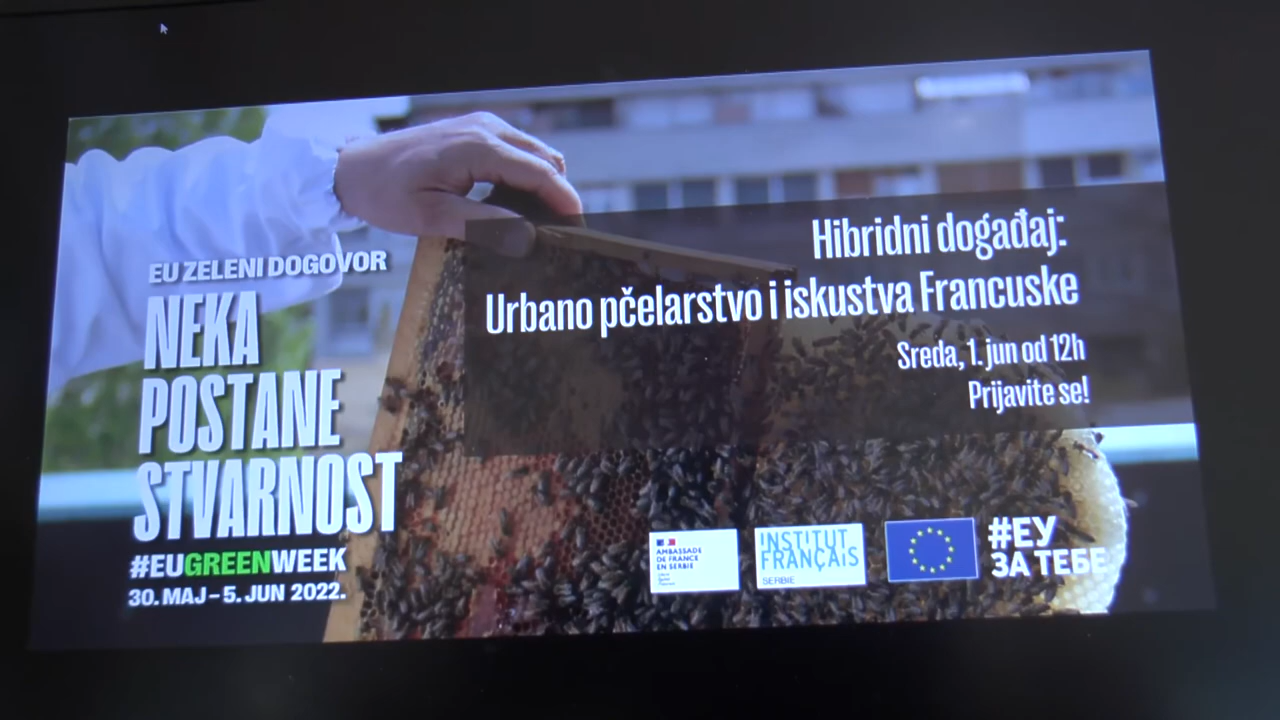 EU ZELENI DOGOVOR
NEKA
POSTANE
STVARNOST
#EUGREENWEEK
30. MAJ – 5. JUN 2022.
Hibridni događaj:
Urbano pčelarstvo i iskustva Francuske
Sreda, 1. jun od 12h
Prijavite se!
AMBASSADE
DE FRANCE
EN SERBIE
INSTITUT
FRANÇAIS
SERBIE
#ЕУ
ЗА ТЕБЕ